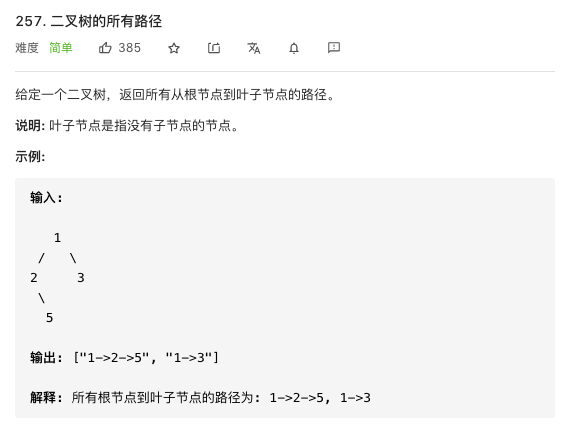 257. 二叉树的所有路径
难度 简单 385
给定一个二叉树，返回所有从根节点到叶子节点的路径。
说明: 叶子节点是指没有子节点的节点。
示例:
输入:
1
/ \
2 3
\
5
输出: ["1->2->5", "1->3"]
解释: 所有根节点到叶子节点的路径为: 1->2->5, 1->3